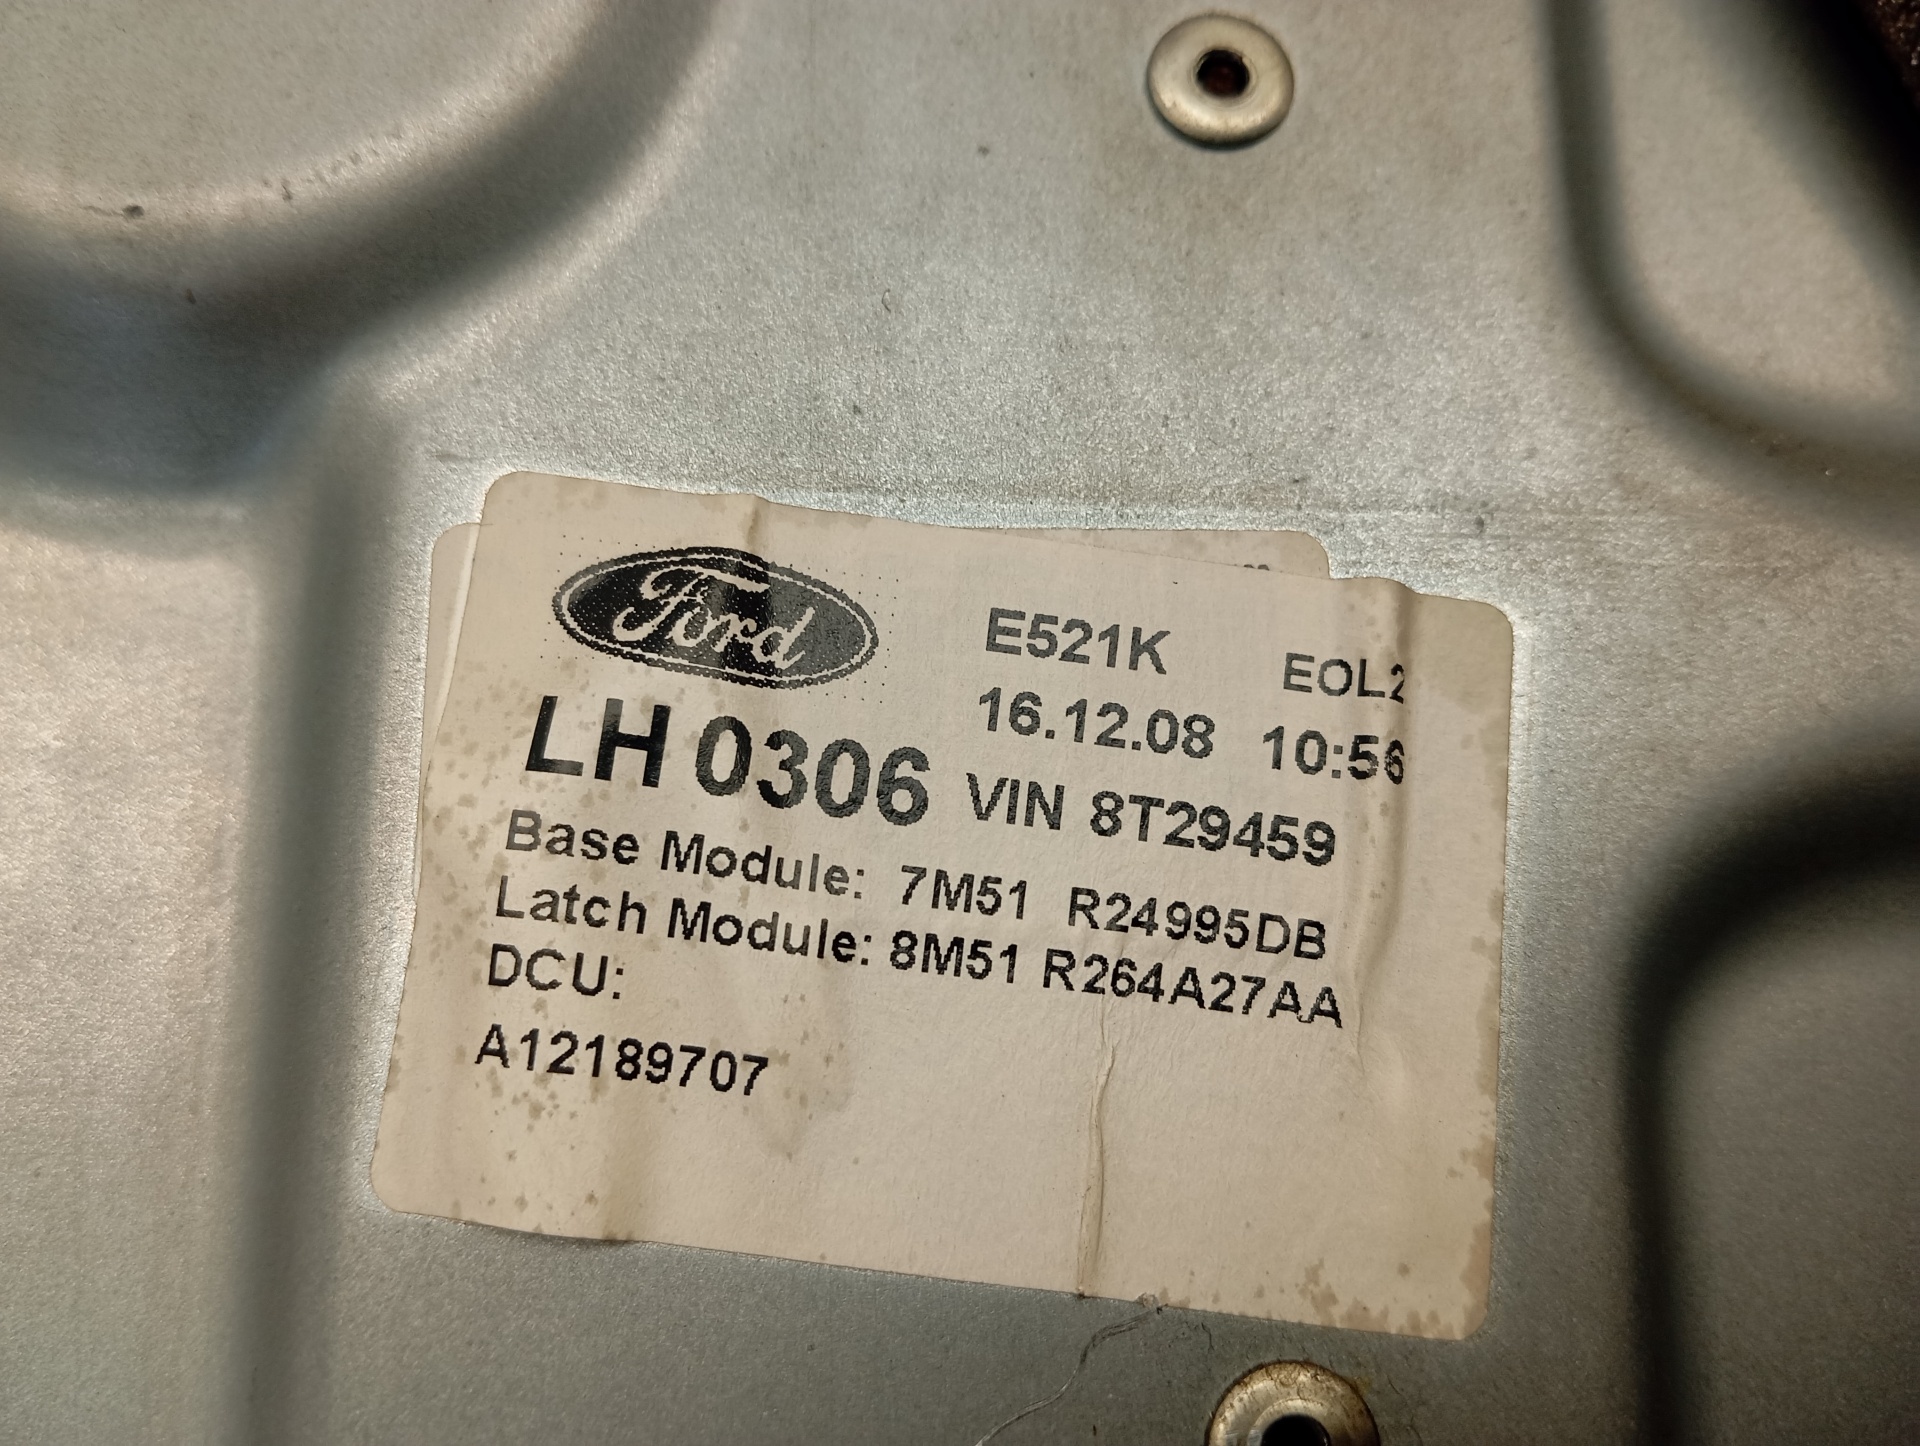 Ford
E521K EOL2
16.12.08 10:56
LH 0306 VIN 8T29459
Base Module: 7M51 R24995DB
Latch Module: 8M51 R264A27AA
DCU:
A12189707